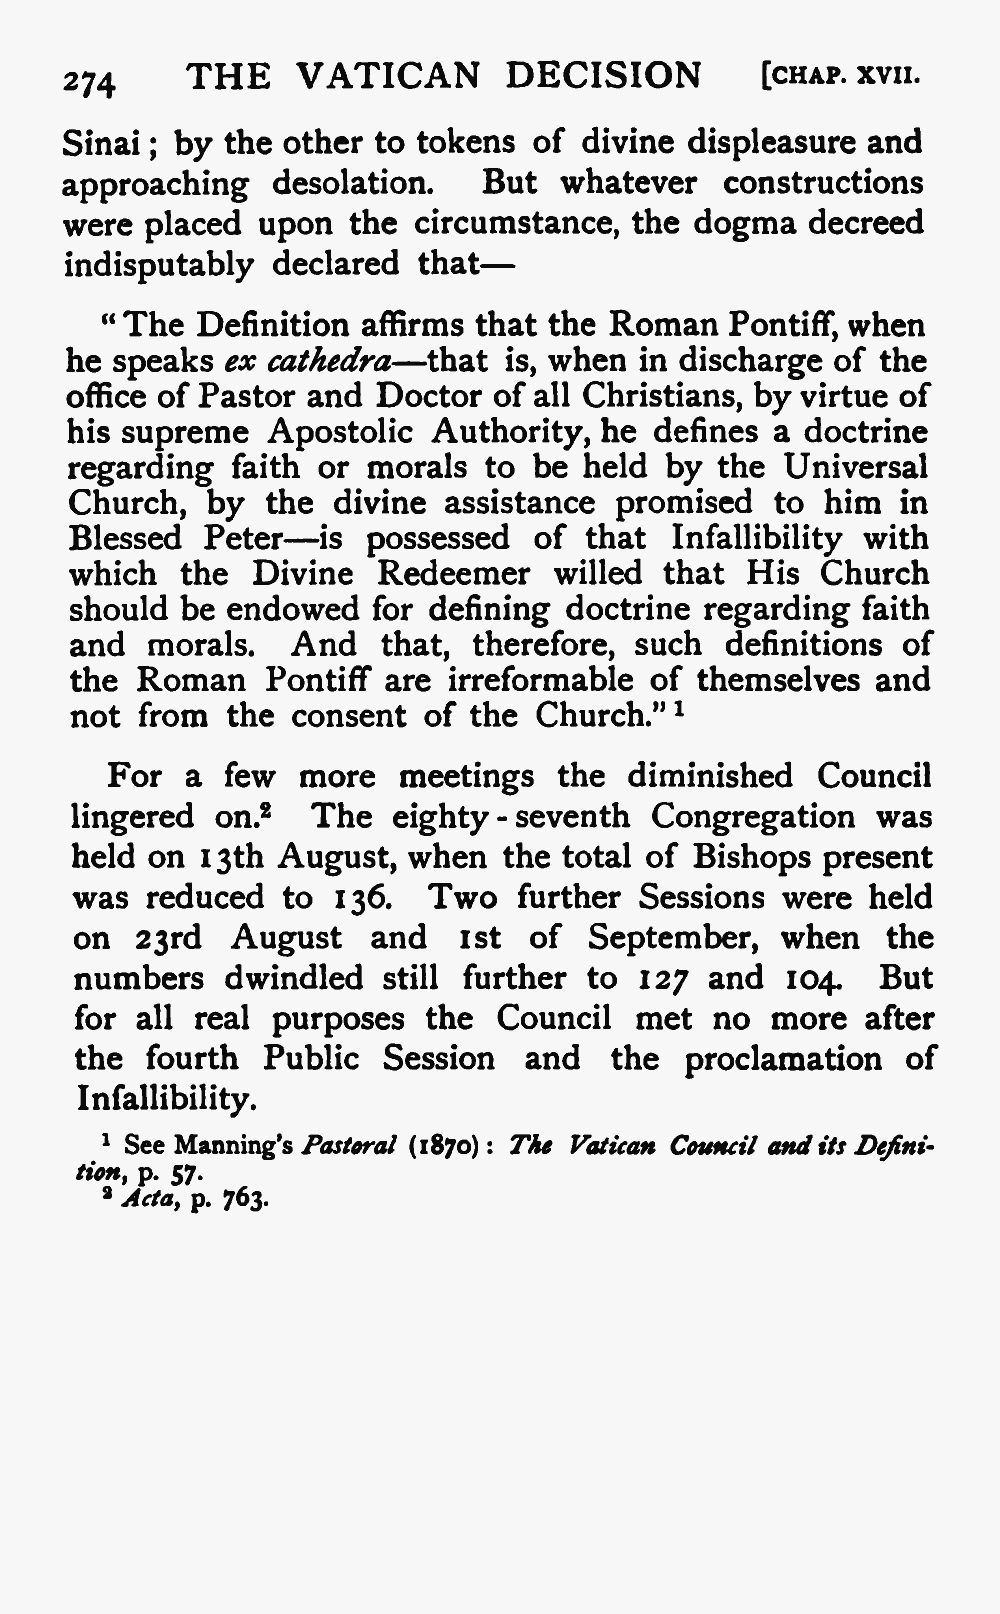 274 THE VATICAN DECISION [CHAP. XVII.
Sinai; by the other to tokens of divine displeasure and
approaching desolation. But whatever constructions
were placed upon the circumstance, the dogma decreed
indisputably declared that—
“The Definition affirms that the Roman Pontiff, when
he speaks ex cathedra—that is, when in discharge of the
office of Pastor and Doctor of all Christians, by virtue of
his supreme Apostolic Authority, he defines a doctrine
regarding faith or morals to be held by the Universal
Church, by the divine assistance promised to him in
Blessed Peter—is possessed of that Infallibility with
which the Divine Redeemer willed that His Church
should be endowed for defining doctrine regarding faith
and morals. And that, therefore, such definitions of
the Roman Pontiff are irreformable of themselves and
not from the consent of the Church.”¹
For a few more meetings the diminished Council
lingered on.² The eighty-seventh Congregation was
held on 13th August, when the total of Bishops present
was reduced to 136. Two further Sessions were held
on 23rd August and 1st of September, when the
numbers dwindled still further to 127 and 104. But
for all real purposes the Council met no more after
the fourth Public Session and the proclamation of
Infallibility.
¹ See Manning's Pastoral (1870): The Vatican Council and its Defini-
tion, p. 57.
² Acta, p. 763.